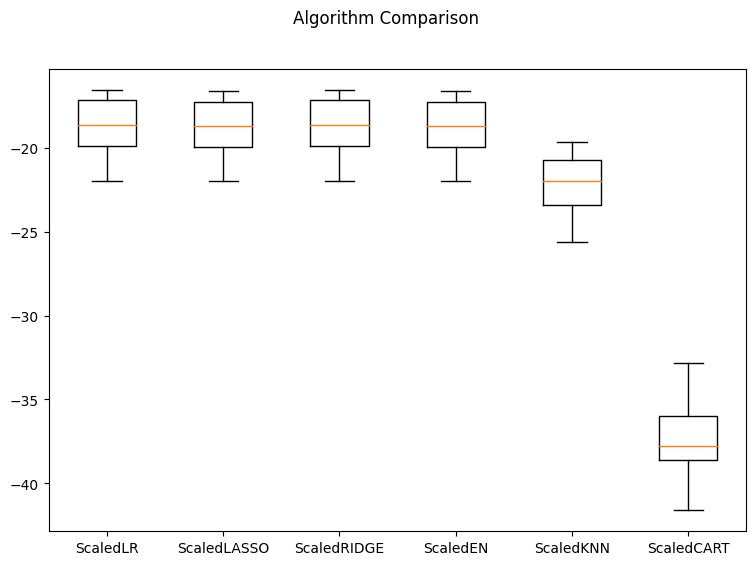 Algorithm Comparison
−20
−25
−30
−35
−40
ScaledLR ScaledLASSO ScaledRIDGE ScaledEN ScaledKNN ScaledCART